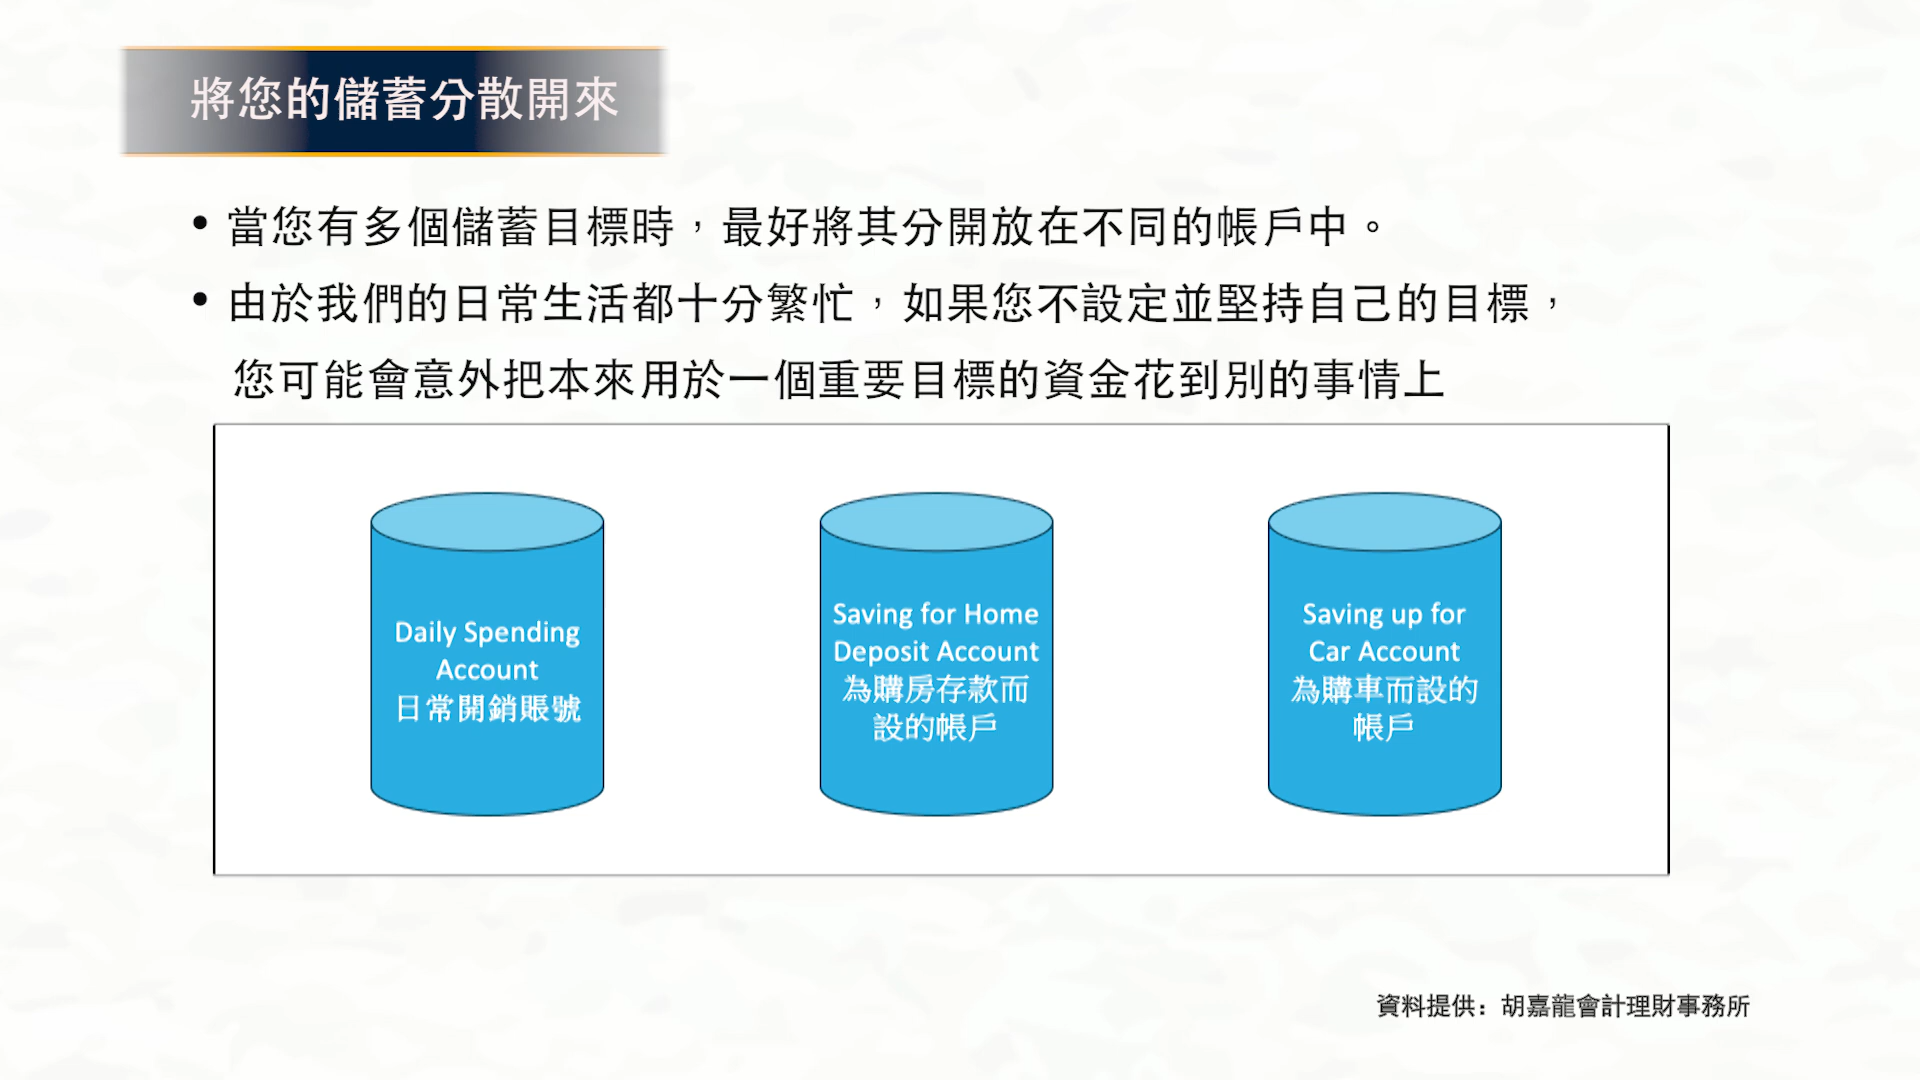 將您的儲蓄分散開來
• 當您有多個儲蓄目標時，最好將其分開放在不同的帳戶中。
• 由於我們的日常生活都十分繁忙，如果您不設定並堅持自己的目標，
您可能會意外把本來用於一個重要目標的資金花到別的事情上
Daily Spending
Account
日常開銷賬號
Saving for Home
Deposit Account
為購房存款而
設的帳戶
Saving up for
Car Account
為購車而設的
帳戶
資料提供：胡嘉龍會計理財事務所